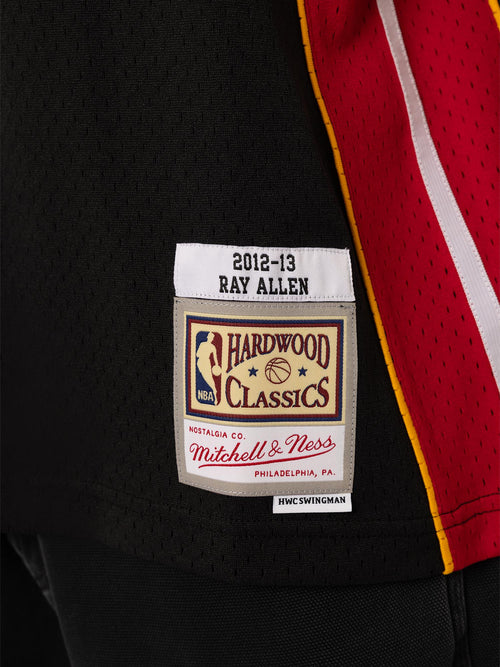 2012-13
RAY ALLEN
HARDWOOD
CLASSICS
NBA
NOSTALGIA CO.
Mitchell & Ness
PHILADELPHIA, PA.
HWC SWINGMAN